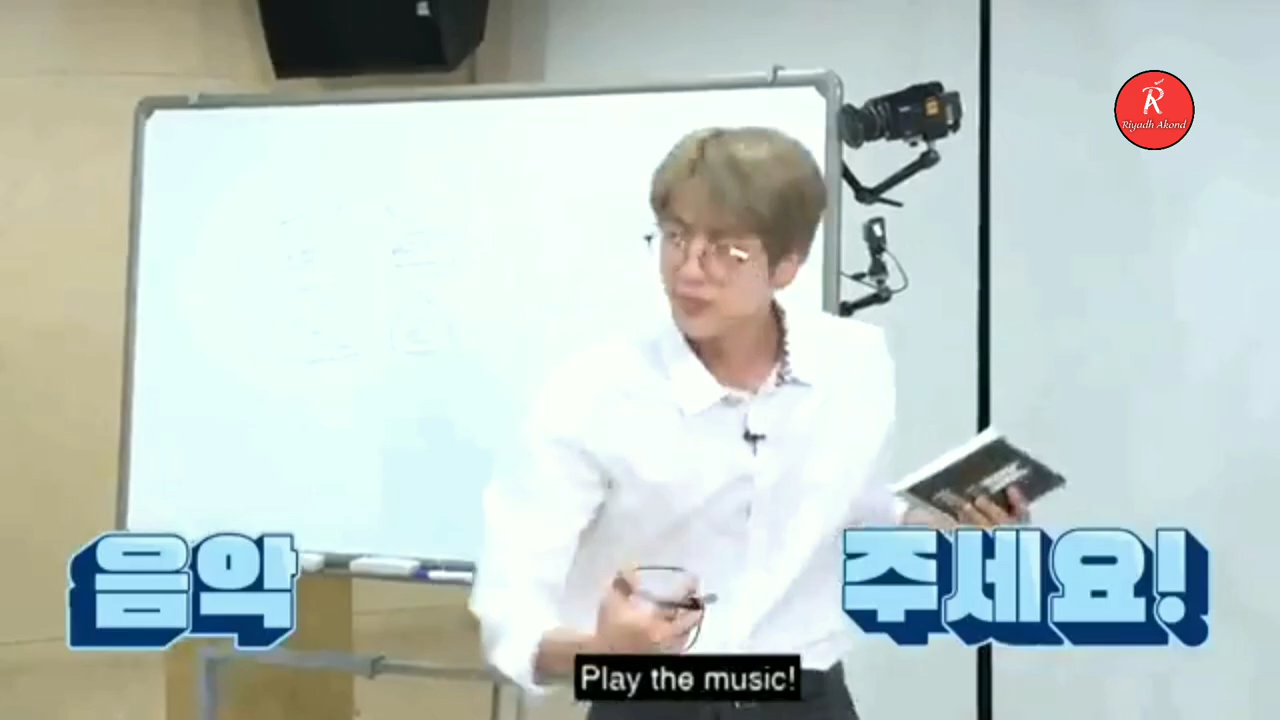 R
Riyadh Akond
음악 주세요!
Play the music!